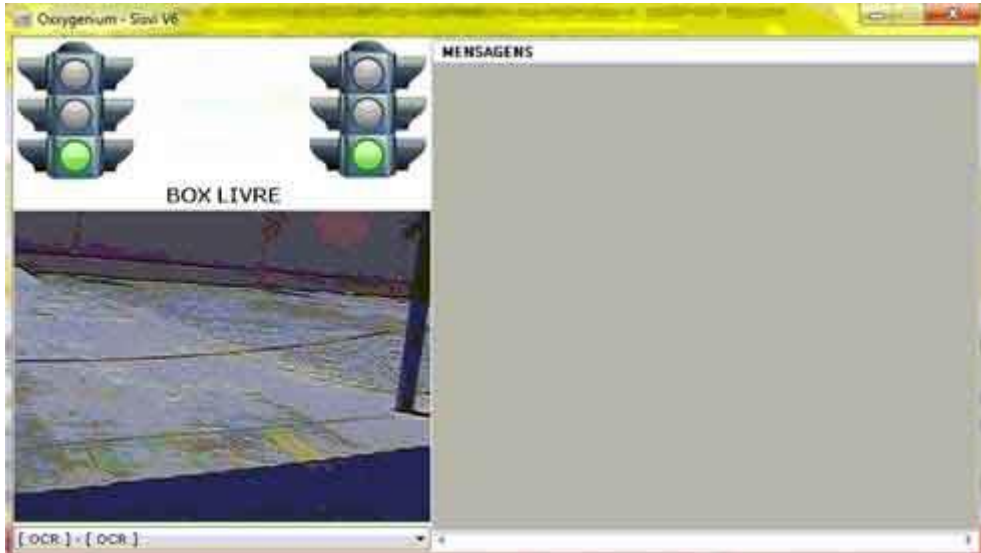 Oxygenium - Sisvi V6
MENSAGENS
BOX LIVRE
[ OCR ] - [ OCR ]